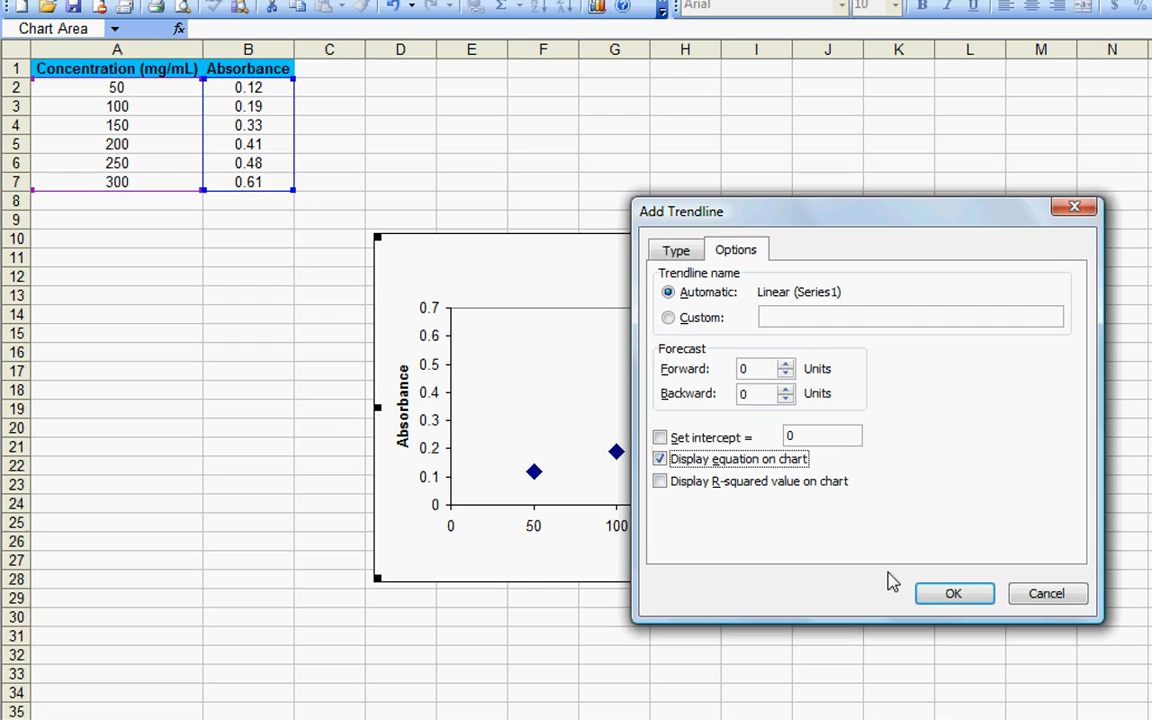 Arial 10 B I U $ %
Chart Area fx
A B C D E F G H I J K L M N
1 Concentration (mg/mL) Absorbance
2 50 0.12
3 100 0.19
4 150 0.33
5 200 0.41
6 250 0.48
7 300 0.61
8
9
10
11
12
13
14
15
16
17
18
19
20
21
22
23
24
25
26
27
28
29
30
31
32
33
34
35
Absorbance
0.7
0.6
0.5
0.4
0.3
0.2
0.1
0
0 50 100
Add Trendline
Type Options
Trendline name
Automatic: Linear (Series1)
Custom:
Forecast
Forward: 0 Units
Backward: 0 Units
Set intercept = 0
Display equation on chart
Display R-squared value on chart
OK Cancel